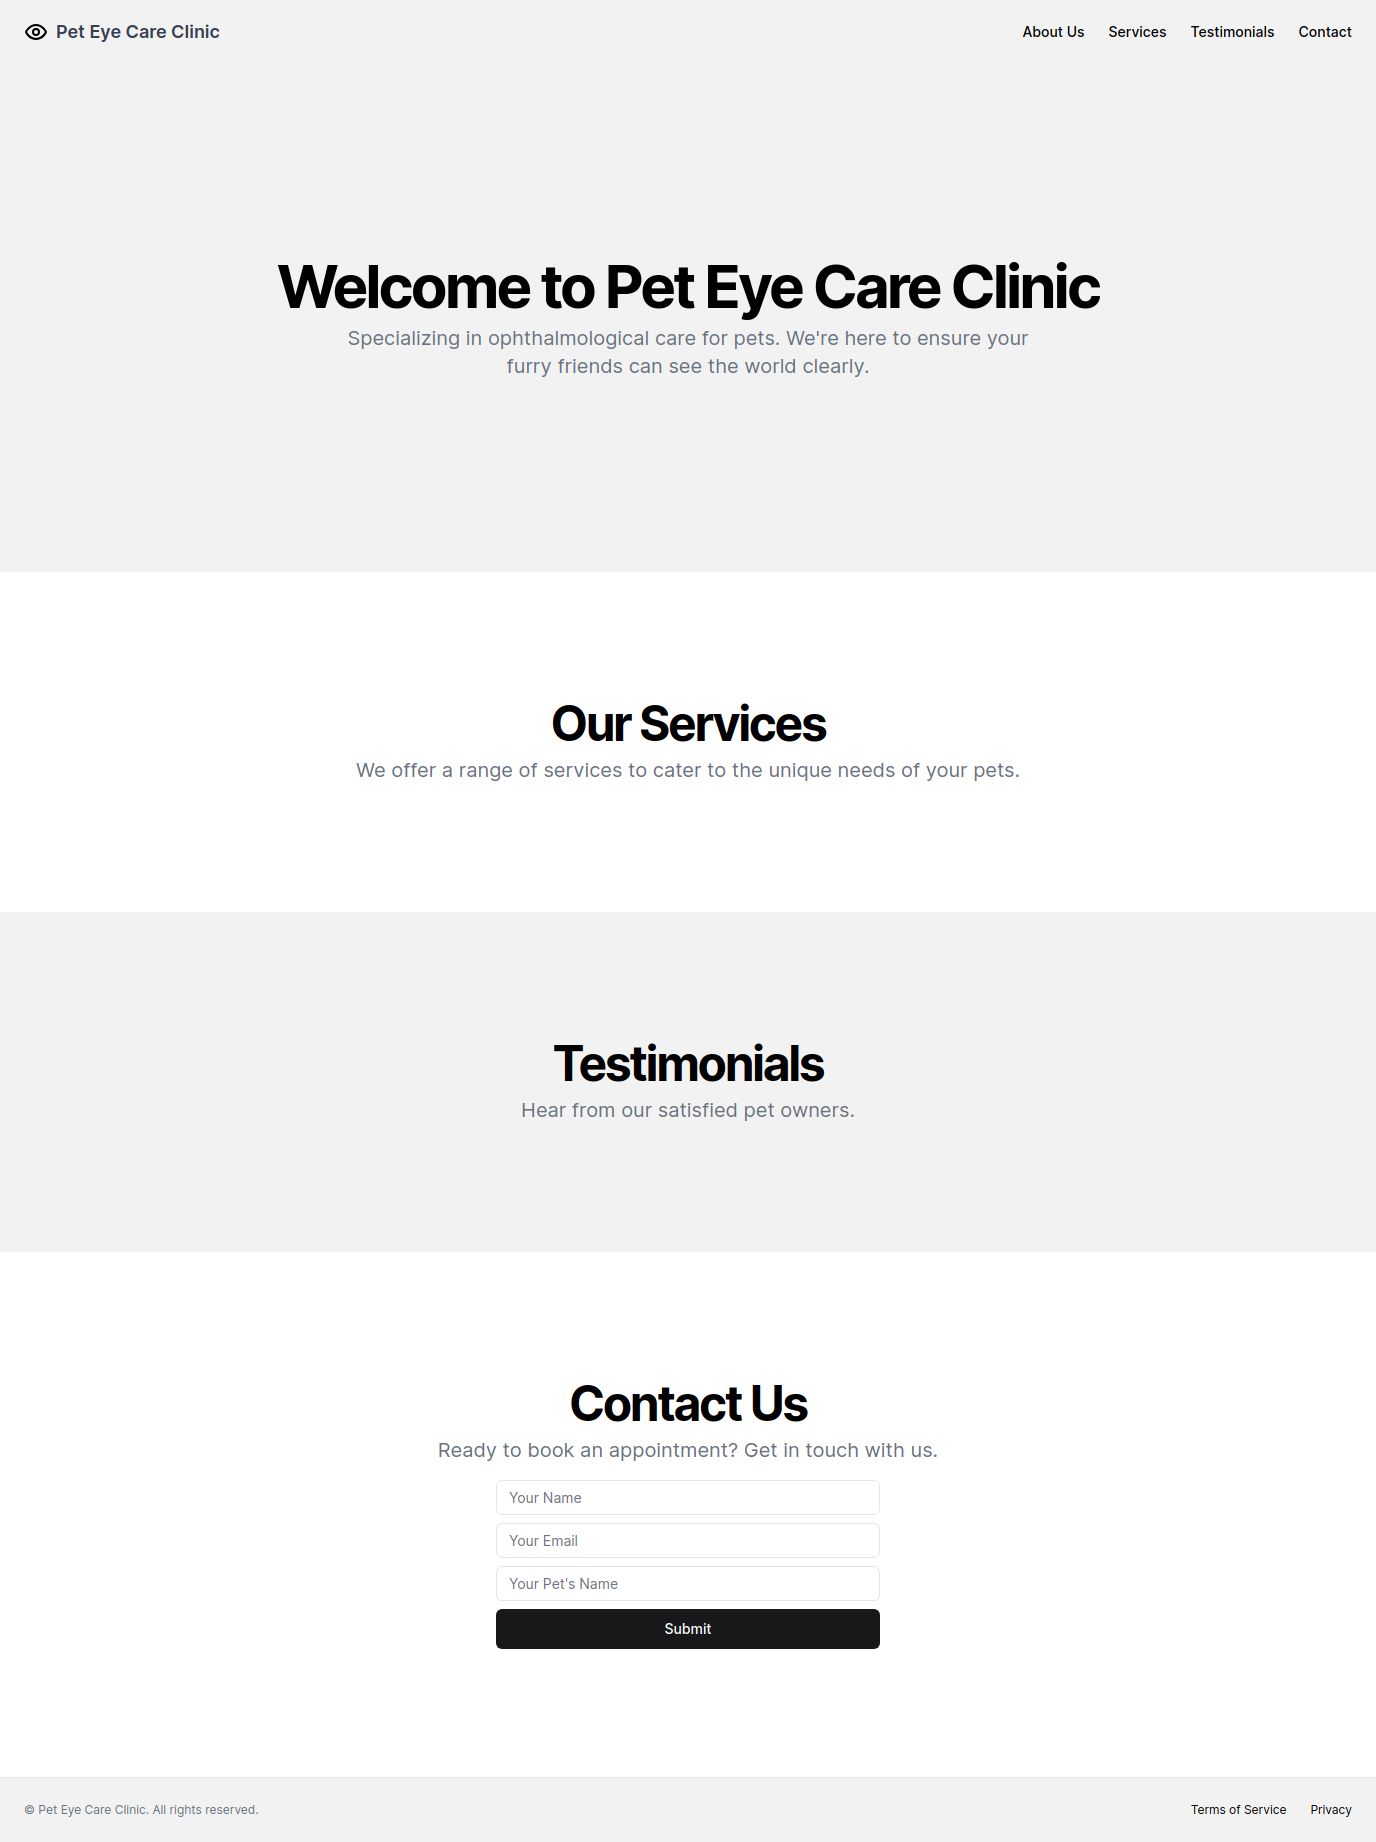 Pet Eye Care Clinic
About Us
Services
Testimonials
Contact
Welcome to Pet Eye Care Clinic
Specializing in ophthalmological care for pets. We're here to ensure your
furry friends can see the world clearly.
Our Services
We offer a range of services to cater to the unique needs of your pets.
Testimonials
Hear from our satisfied pet owners.
Contact Us
Ready to book an appointment? Get in touch with us.
Your Name
Your Email
Your Pet's Name
Submit
© Pet Eye Care Clinic. All rights reserved.
Terms of Service
Privacy